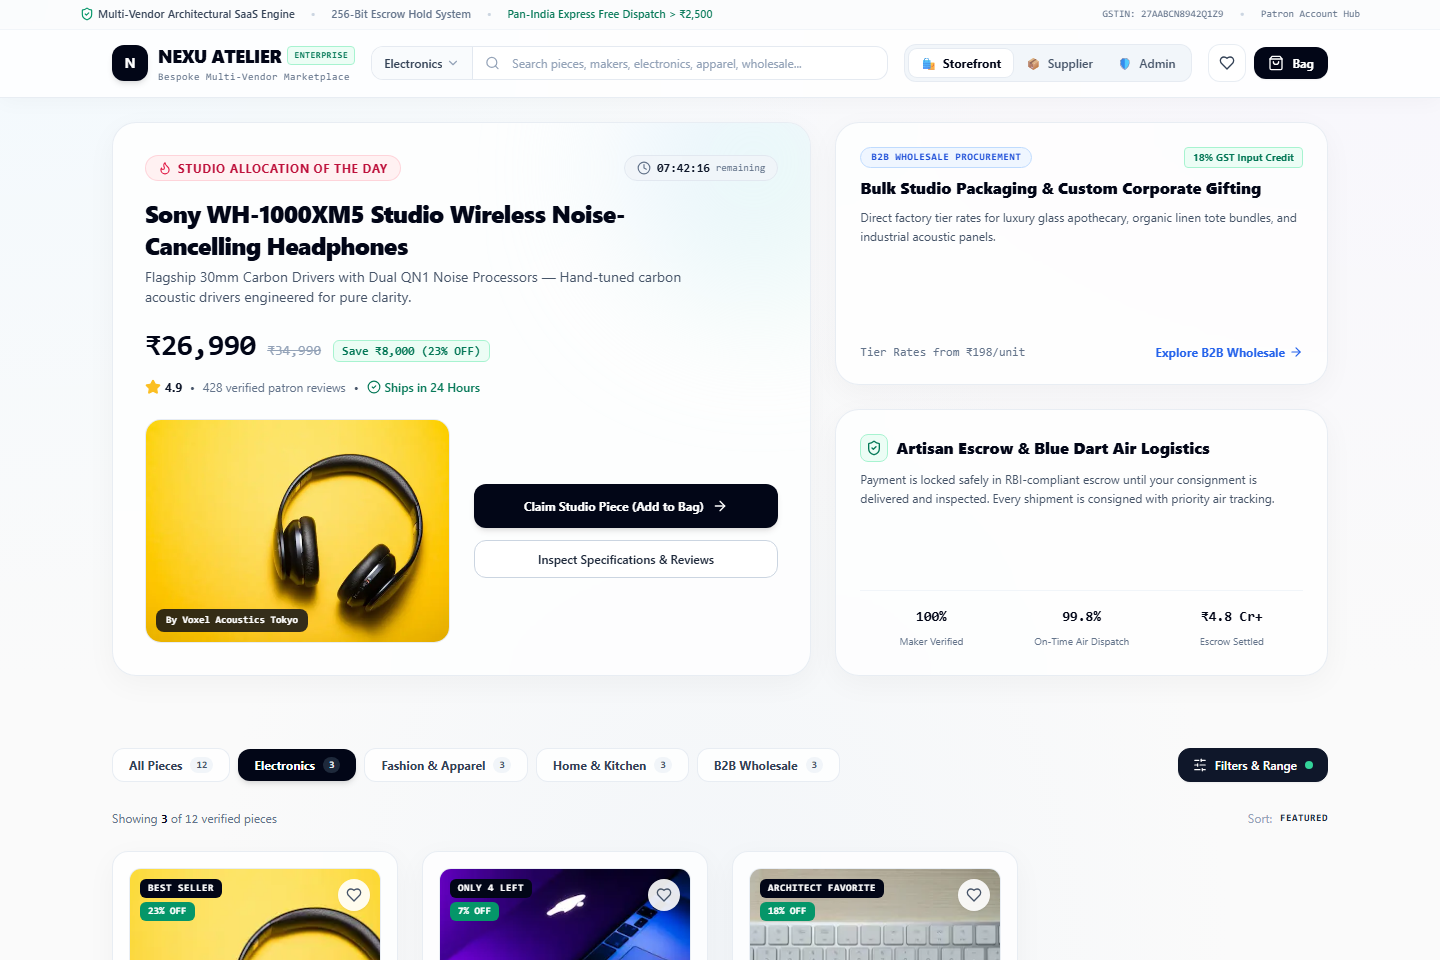 Multi-Vendor Architectural SaaS Engine • 256-Bit Escrow Hold System • Pan-India Express Free Dispatch > ₹2,500
GSTIN: 27AABCN8942Q1Z9 • Patron Account Hub
N
NEXU ATELIER ENTERPRISE
Bespoke Multi-Vendor Marketplace
Electronics
Search pieces, makers, electronics, apparel, wholesale...
Storefront Supplier Admin
Bag
STUDIO ALLOCATION OF THE DAY
07:42:16 remaining
Sony WH-1000XM5 Studio Wireless Noise-
Cancelling Headphones
Flagship 30mm Carbon Drivers with Dual QN1 Noise Processors — Hand-tuned carbon
acoustic drivers engineered for pure clarity.
₹26,990 ₹34,990 Save ₹8,000 (23% OFF)
4.9 • 428 verified patron reviews • Ships in 24 Hours
By Voxel Acoustics Tokyo
Claim Studio Piece (Add to Bag)
Inspect Specifications & Reviews
B2B WHOLESALE PROCUREMENT
18% GST Input Credit
Bulk Studio Packaging & Custom Corporate Gifting
Direct factory tier rates for luxury glass apothecary, organic linen tote bundles, and
industrial acoustic panels.
Tier Rates from ₹198/unit
Explore B2B Wholesale
Artisan Escrow & Blue Dart Air Logistics
Payment is locked safely in RBI-compliant escrow until your consignment is
delivered and inspected. Every shipment is consigned with priority air tracking.
100% 99.8% ₹4.8 Cr+
Maker Verified On-Time Air Dispatch Escrow Settled
All Pieces 12 Electronics 3 Fashion & Apparel 3 Home & Kitchen 3 B2B Wholesale 3
Filters & Range
Showing 3 of 12 verified pieces
Sort: FEATURED
BEST SELLER
23% OFF
ONLY 4 LEFT
7% OFF
ARCHITECT FAVORITE
18% OFF